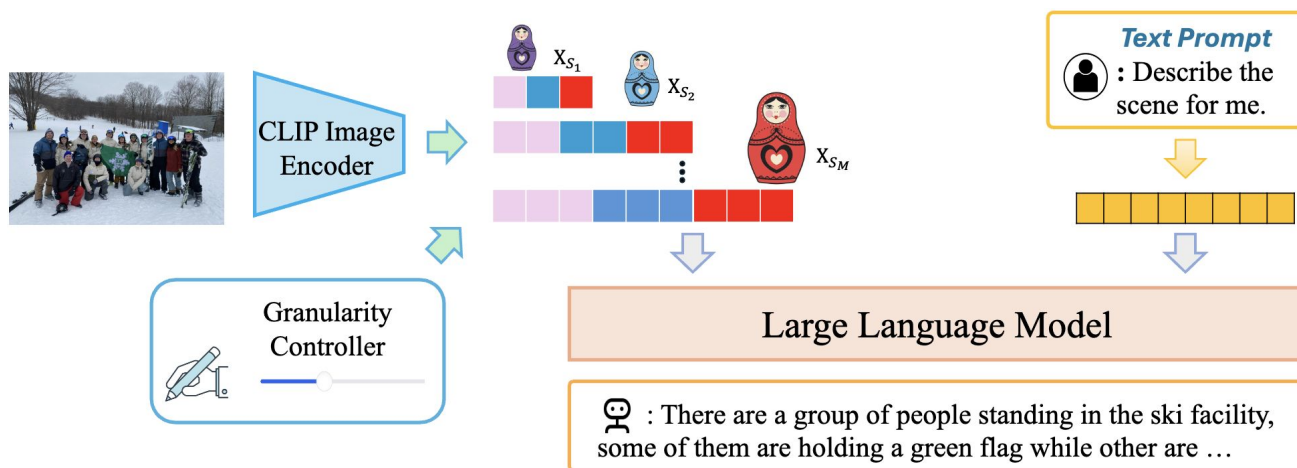 CLIP Image
Encoder
X_{S_1}
X_{S_2}
X_{S_M}
Text Prompt
: Describe the
scene for me.
Granularity
Controller
Large Language Model
: There are a group of people standing in the ski facility,
some of them are holding a green flag while other are …